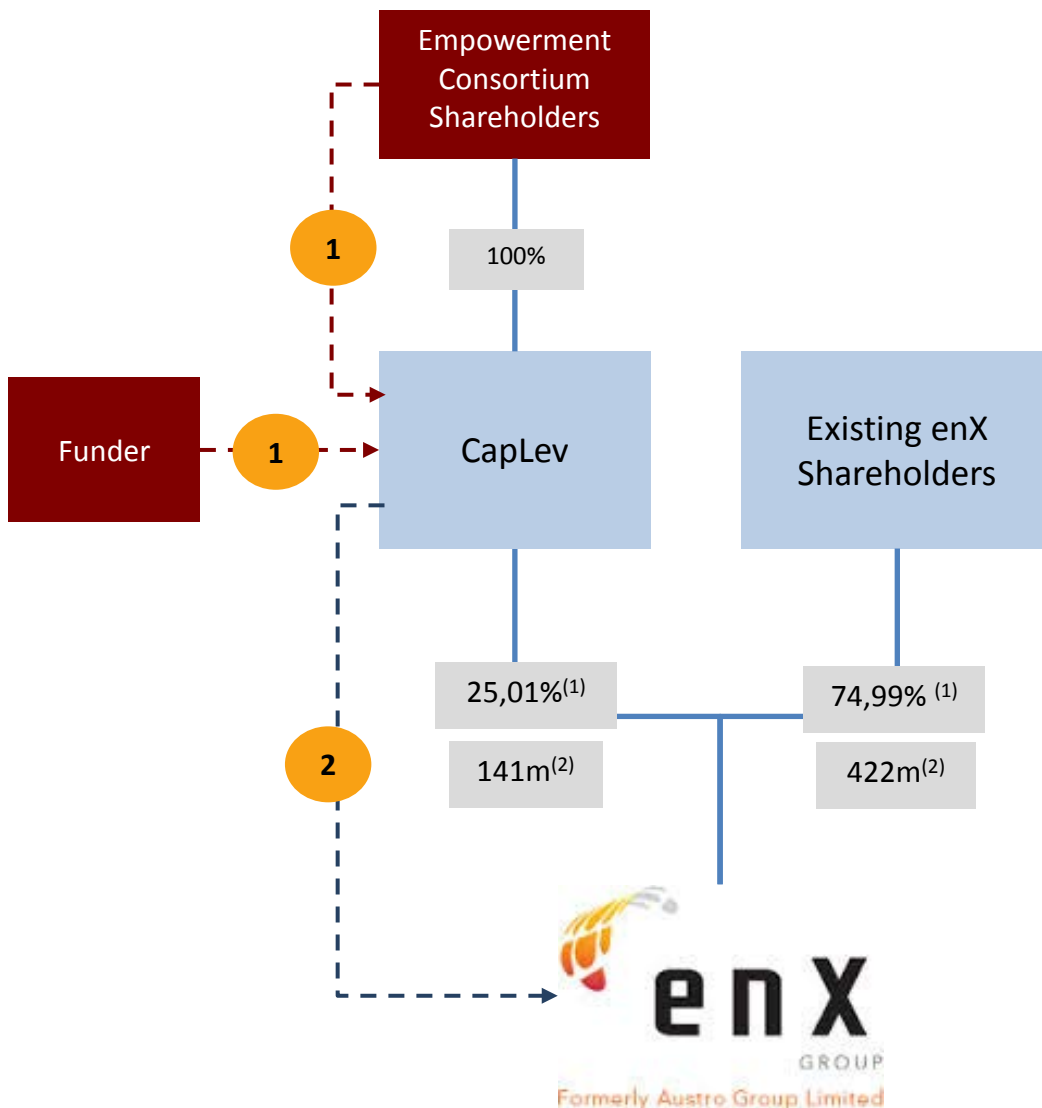 Empowerment
Consortium
Shareholders
1
100%
Funder
1
CapLev
Existing enX
Shareholders
25,01%(1)
74,99% (1)
2
141m(2)
422m(2)
enX
GROUP
Formerly Austro Group Limited